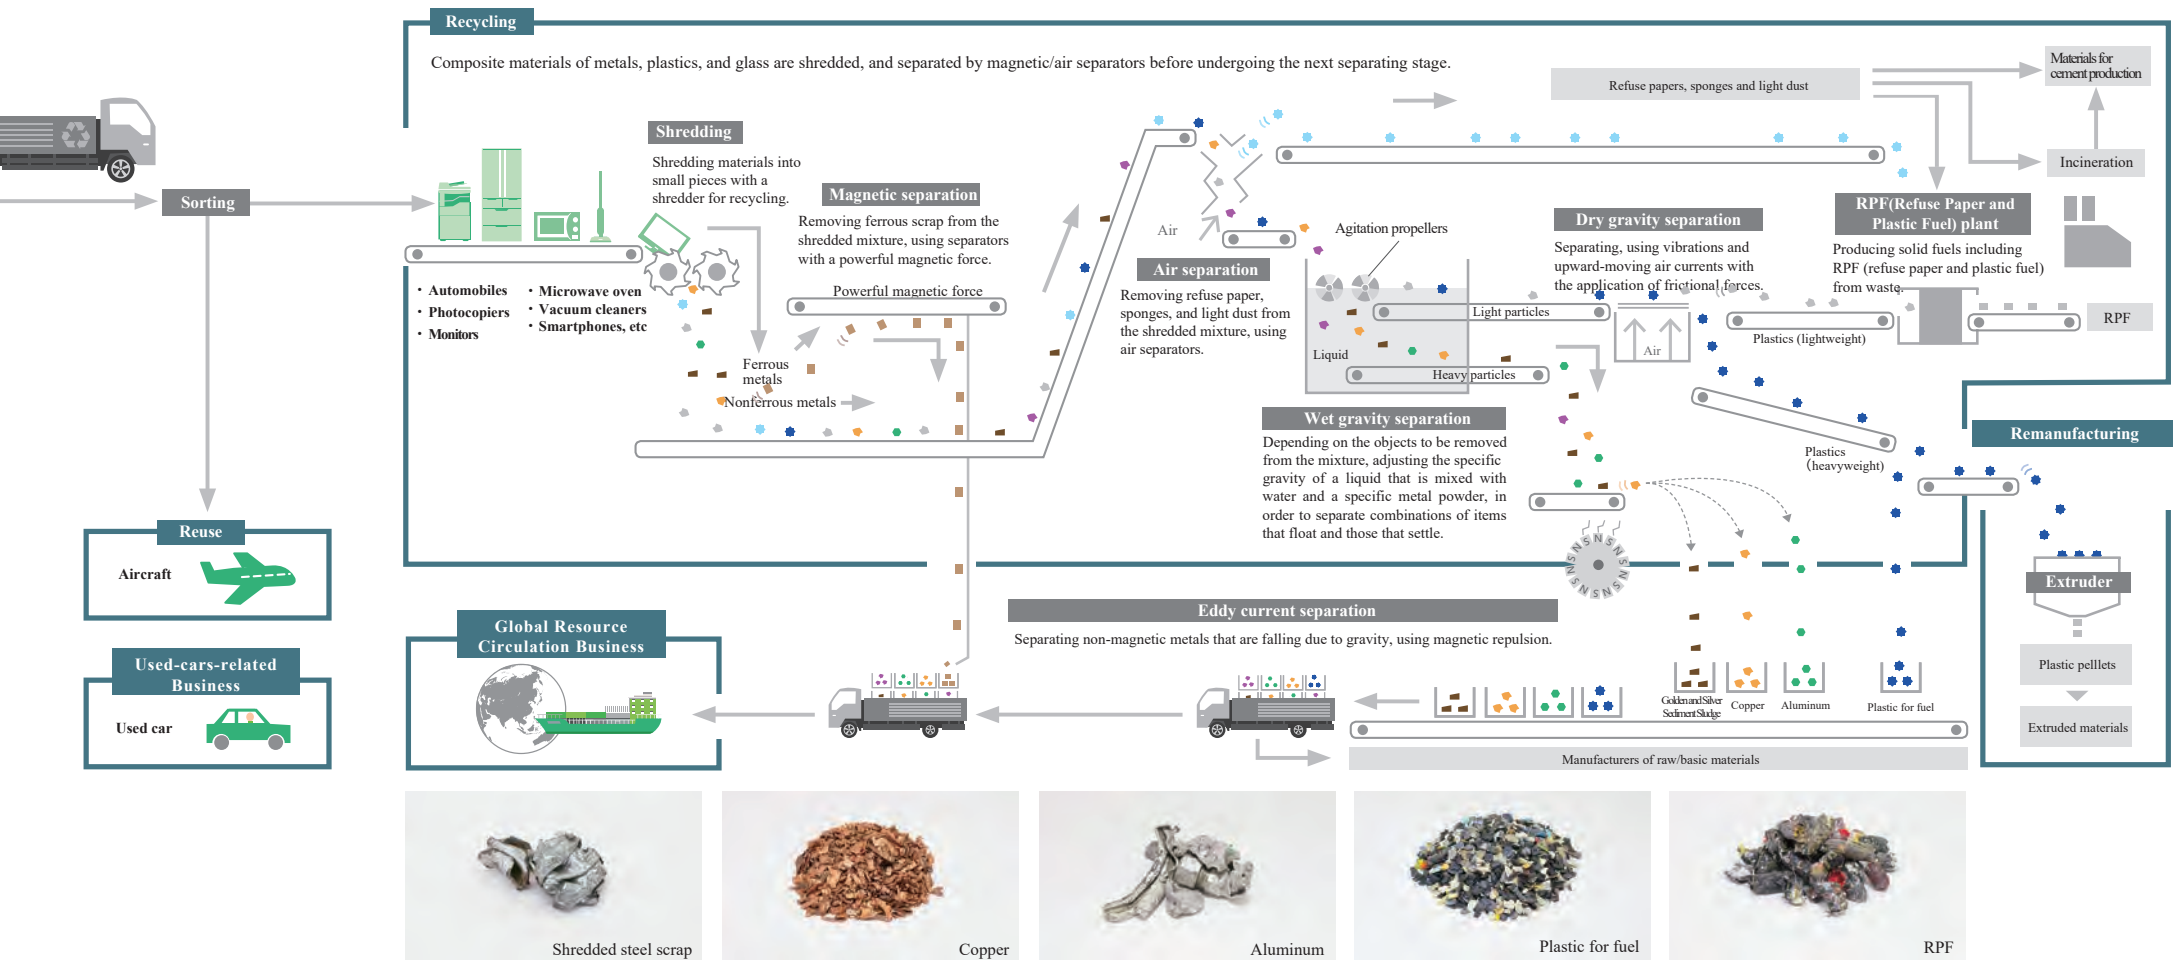 Recycling
Composite materials of metals, plastics, and glass are shredded, and separated by magnetic/air separators before undergoing the next separating stage.
Sorting
・ Automobiles
・ Photocopiers
・ Monitors
・ Microwave oven
・ Vacuum cleaners
・ Smartphones, etc
Shredding
Shredding materials into
small pieces with a
shredder for recycling.
Magnetic separation
Removing ferrous scrap from the
shredded mixture, using separators
with a powerful magnetic force.
Powerful magnetic force
Ferrous
metals
Nonferrous metals
Air
Air separation
Removing refuse paper,
sponges, and light dust from
the shredded mixture, using
air separators.
Agitation propellers
Liquid
Light particles
Heavy particles
Wet gravity separation
Depending on the objects to be removed
from the mixture, adjusting the specific
gravity of a liquid that is mixed with
water and a specific metal powder, in
order to separate combinations of items
that float and those that settle.
Dry gravity separation
Separating, using vibrations and
upward-moving air currents with
the application of frictional forces.
Air
Plastics (lightweight)
Plastics
（heavyweight)
Refuse papers, sponges and light dust
Materials for
cement production
Incineration
RPF(Refuse Paper and
Plastic Fuel) plant
Producing solid fuels including
RPF (refuse paper and plastic fuel)
from waste.
RPF
Remanufacturing
Extruder
Plastic pelllets
Extruded materials
S N S N S N S N S N S N S N
Eddy current separation
Separating non-magnetic metals that are falling due to gravity, using magnetic repulsion.
Golden and Silver
Sediment Sludge
Copper
Aluminum
Plastic for fuel
Manufacturers of raw/basic materials
Reuse
Aircraft
Used-cars-related
Business
Used car
Global Resource
Circulation Business
Shredded steel scrap
Copper
Aluminum
Plastic for fuel
RPF